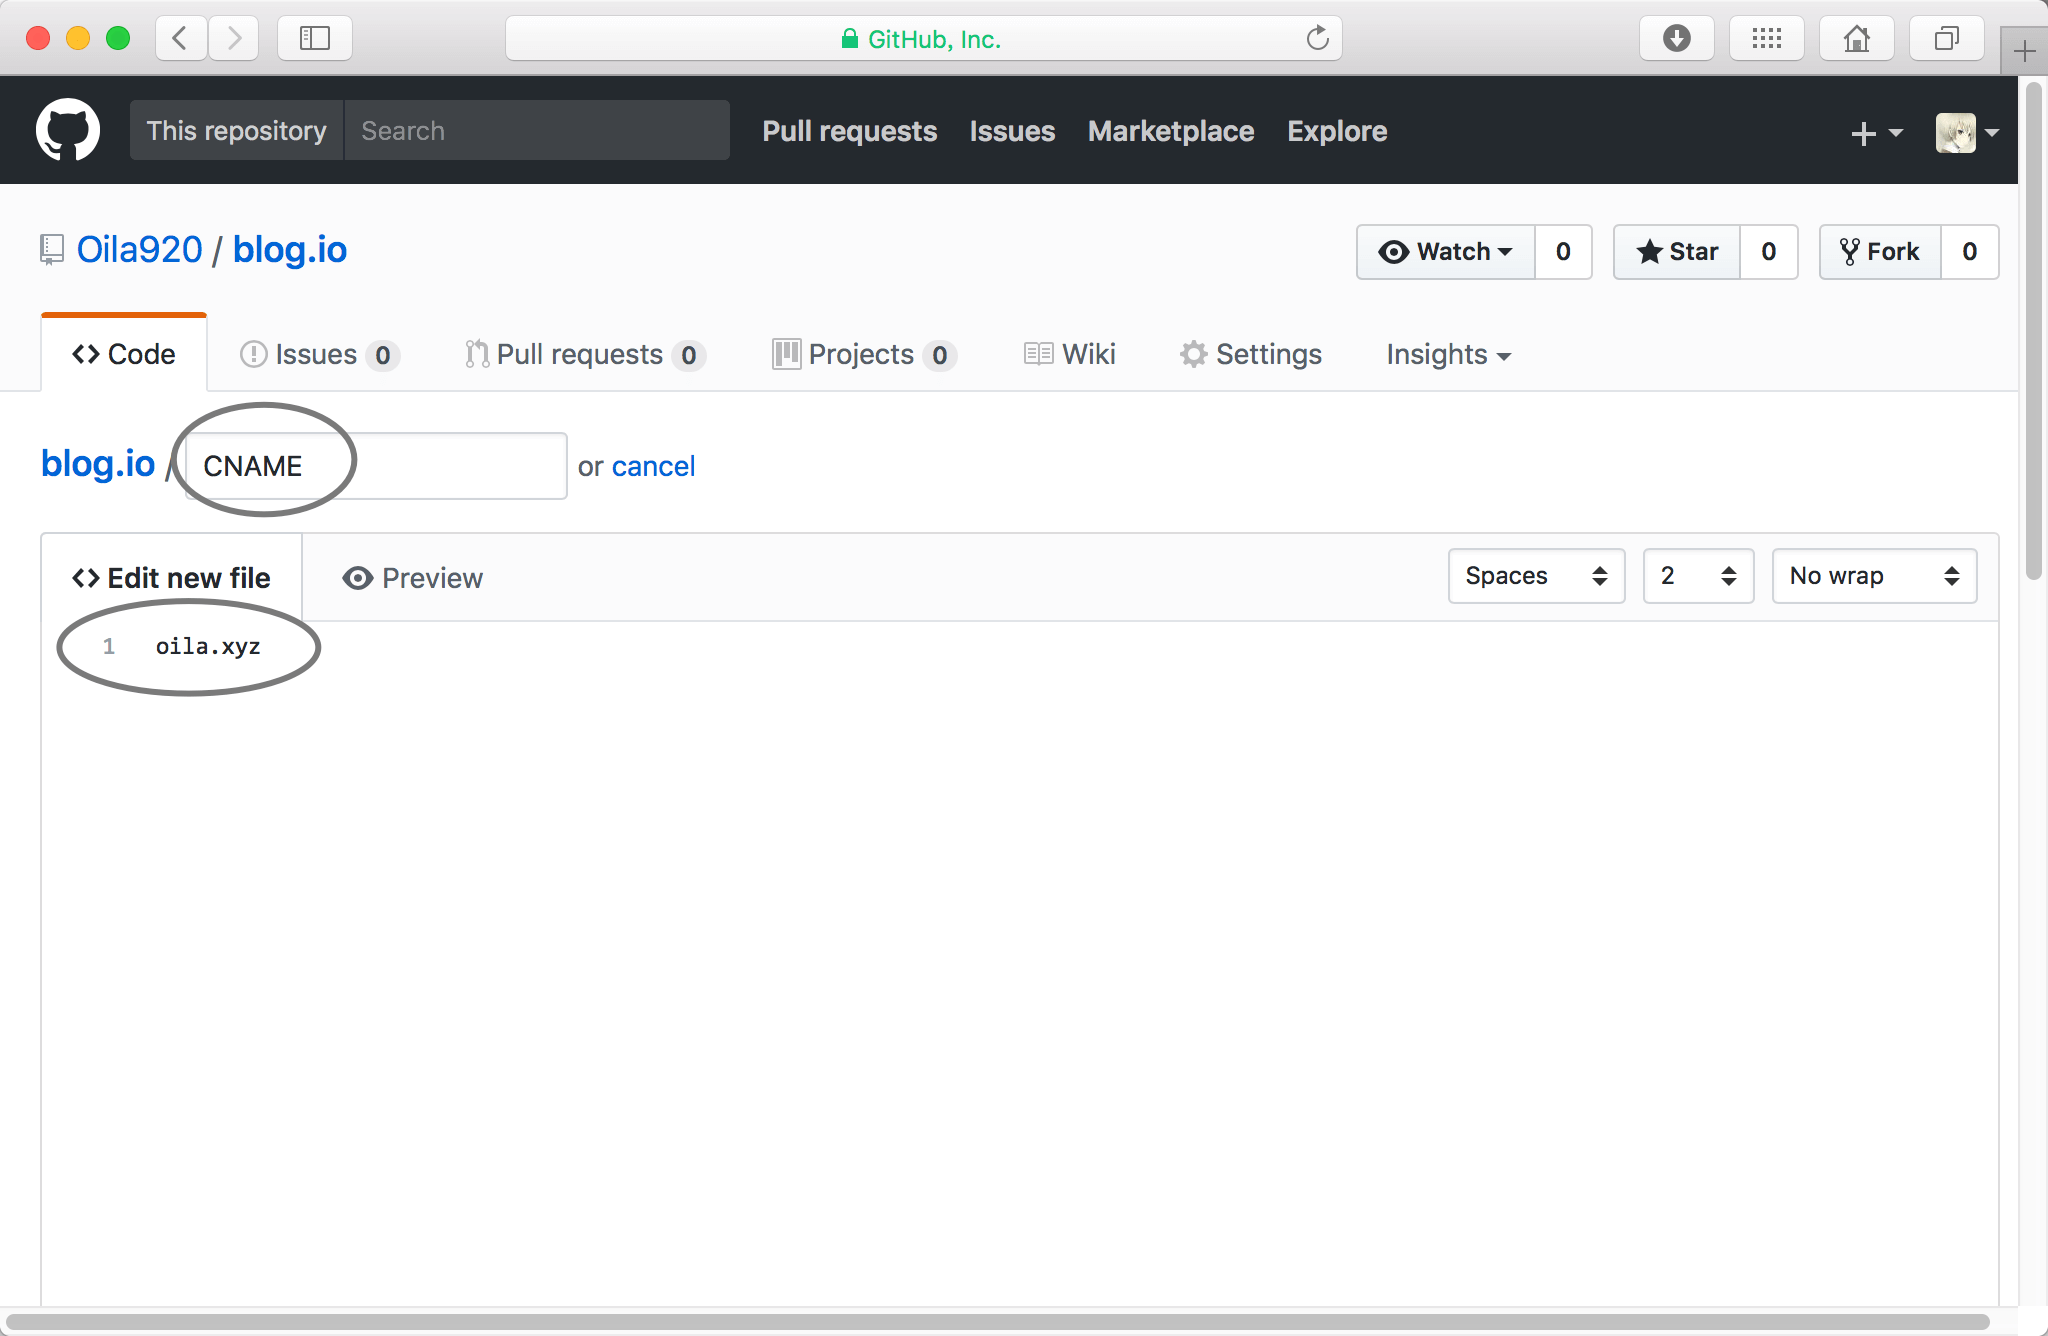 GitHub, Inc.
This repository Search Pull requests Issues Marketplace Explore
Oila920 / blog.io Watch 0 Star 0 Fork 0
Code Issues 0 Pull requests 0 Projects 0 Wiki Settings Insights
blog.io / CNAME or cancel
Edit new file Preview Spaces 2 No wrap
1 oila.xyz